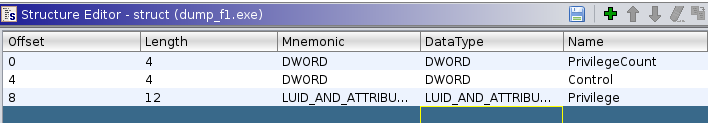 Structure Editor - struct (dump_f1.exe)
Offset Length Mnemonic DataType Name
0 4 DWORD DWORD PrivilegeCount
4 4 DWORD DWORD Control
8 12 LUID_AND_ATTRIBU... LUID_AND_ATTRIBU... Privilege